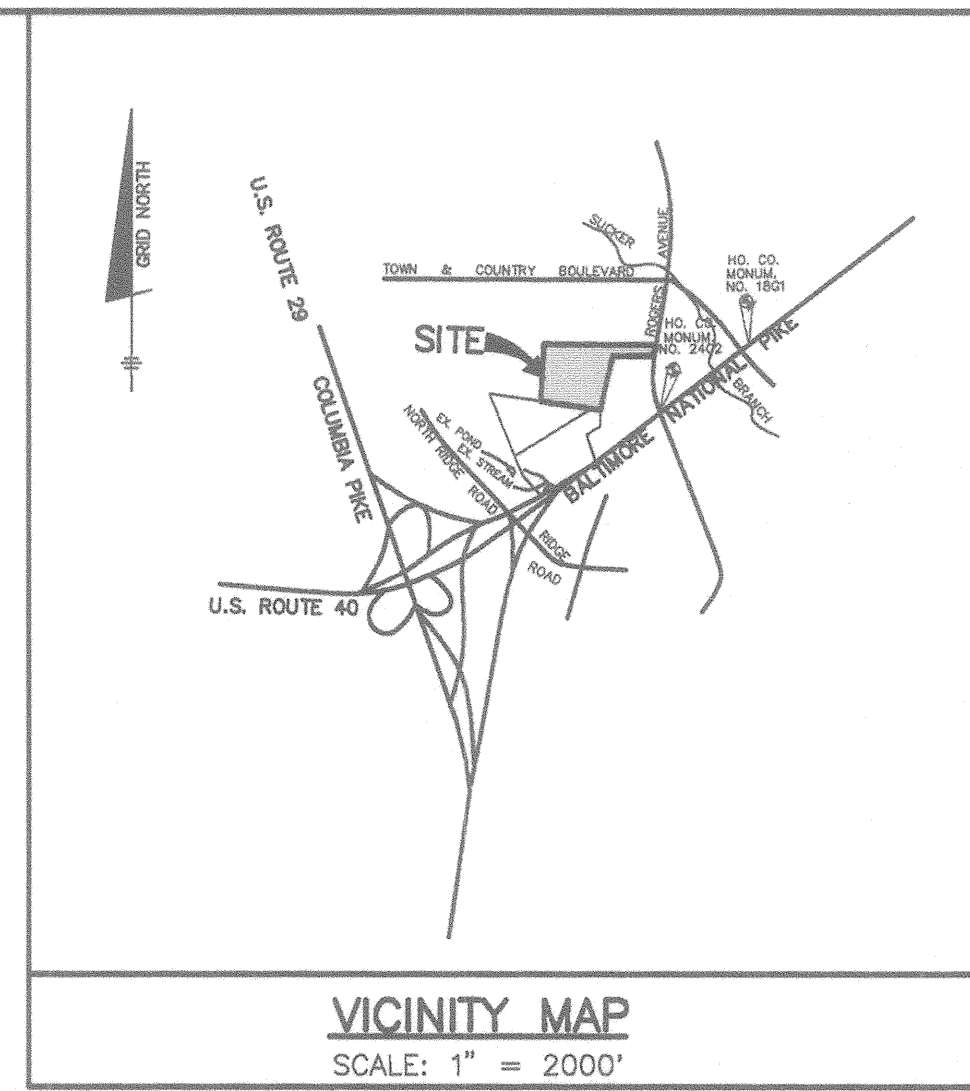 GRID NORTH
U.S. ROUTE 29
COLUMBIA PIKE
SUCKER
AVENUE
ROGERS
TOWN & COUNTRY BOULEVARD
HO. CO.
MONUM.
NO. 18G1
HO. CO.
MONUM.
NO. 24C2
SITE
BALTIMORE NATIONAL PIKE
BRANCH
EX. POND
EX. STREAM
NORTH RIDGE
ROAD
RIDGE
ROAD
U.S. ROUTE 40
VICINITY MAP
SCALE: 1" = 2000'